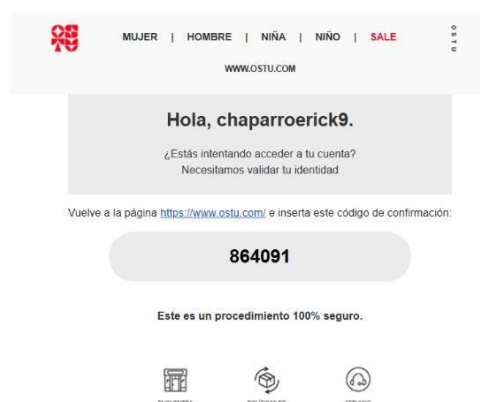 MUJER | HOMBRE | NIÑA | NIÑO | SALE
OSTU
WWW.OSTU.COM
Hola, chaparroerick9.
¿Estás intentando acceder a tu cuenta?
Necesitamos validar tu identidad
Vuelve a la página https://www.ostu.com/ e inserta este código de confirmación:
864091
Este es un procedimiento 100% seguro.